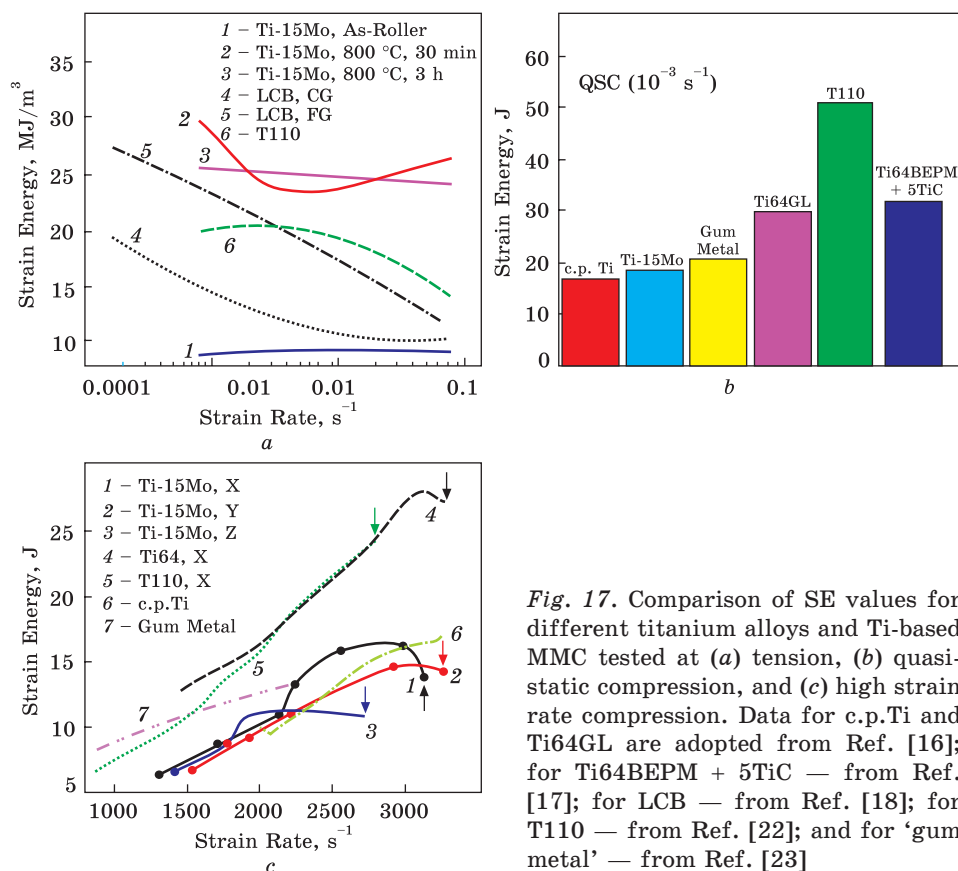 1 – Ti-15Mo, As-Roller
2 – Ti-15Mo, 800 °C, 30 min
3 – Ti-15Mo, 800 °C, 3 h
4 – LCB, CG
5 – LCB, FG
6 – T110
Strain Energy, MJ/m³
35
30
25
20
15
10
2
5
3
4
6
1
0.0001
0.01
0.01
0.1
Strain Rate, s⁻¹
a
QSC (10⁻³ s⁻¹)
Strain Energy, J
60
50
40
30
20
10
0
c.p. Ti
Ti-15Mo
Gum
Metal
Ti64GL
T110
Ti64BEPM
+ 5TiC
b
1 – Ti-15Mo, X
2 – Ti-15Mo, Y
3 – Ti-15Mo, Z
4 – Ti64, X
5 – T110, X
6 – c.p.Ti
7 – Gum Metal
Strain Energy, J
25
20
15
10
5
4
5
6
7
1
2
3
1000
1500
2000
2500
3000
Strain Rate, s⁻¹
c
Fig. 17. Comparison of SE values for
different titanium alloys and Ti-based
MMC tested at (a) tension, (b) quasi-
static compression, and (c) high strain
rate compression. Data for c.p.Ti and
Ti64GL are adopted from Ref. [16];
for Ti64BEPM + 5TiC — from Ref.
[17]; for LCB — from Ref. [18]; for
T110 — from Ref. [22]; and for ‘gum
metal’ — from Ref. [23]